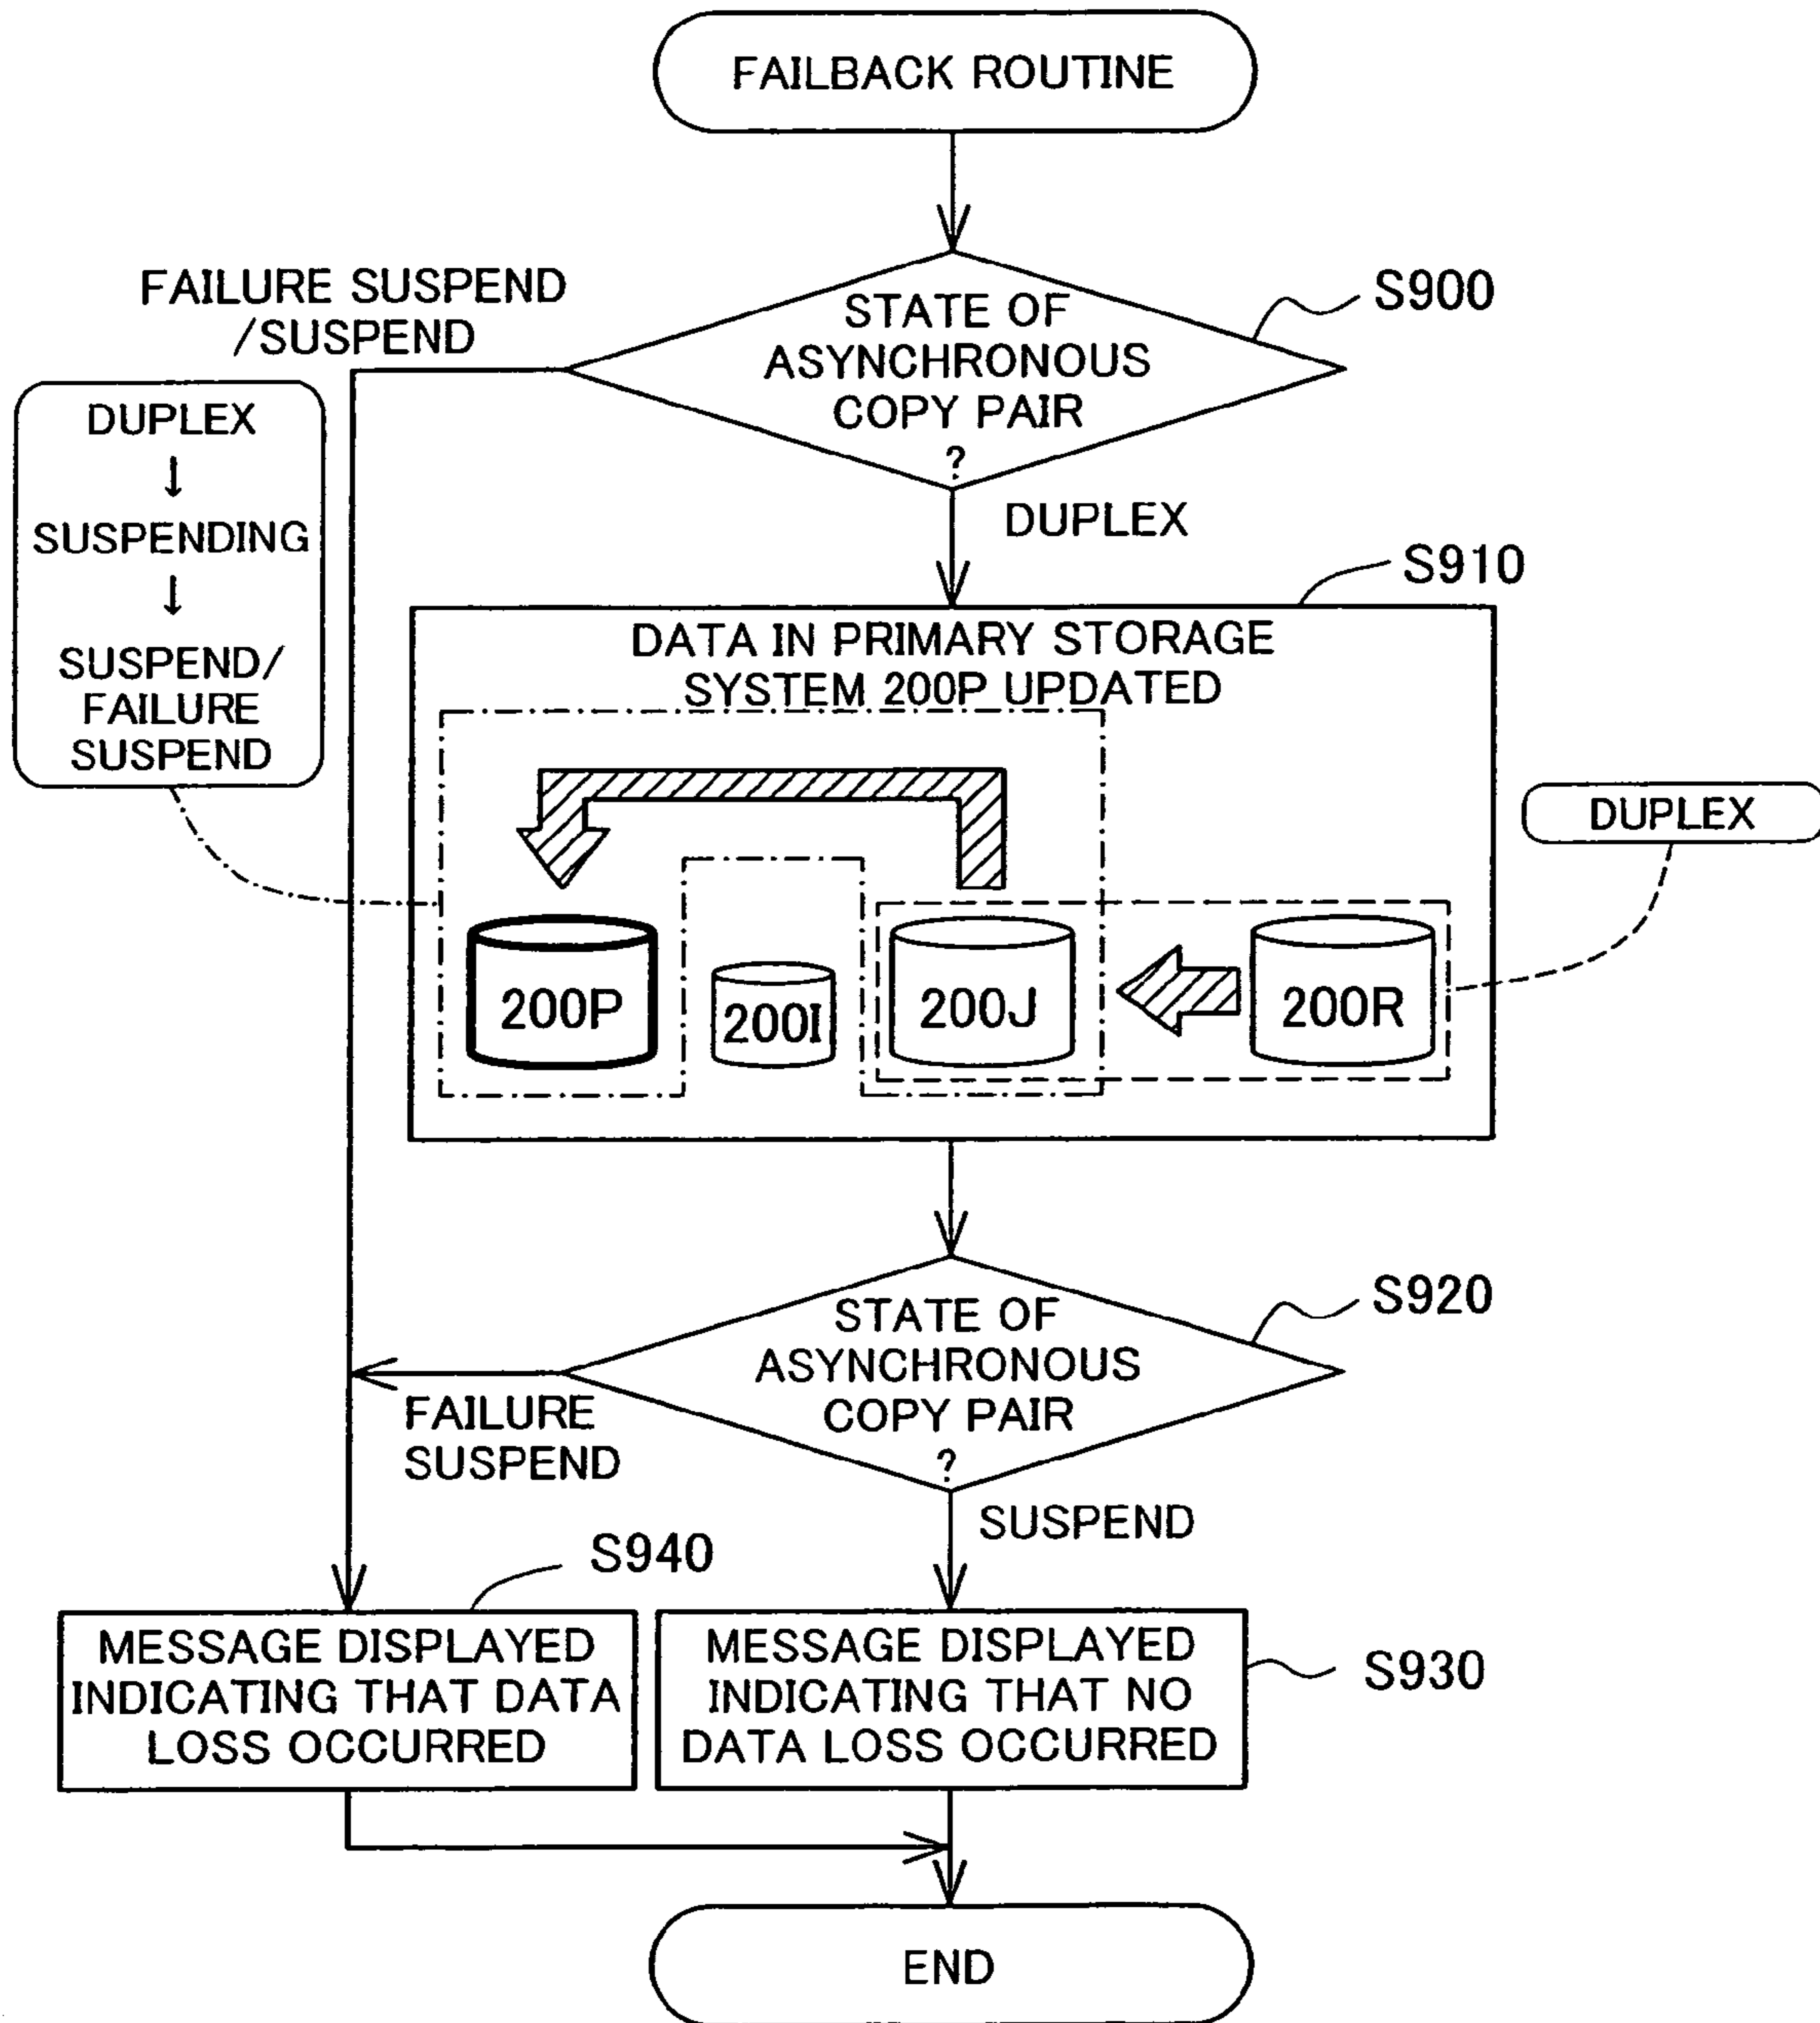 FAILBACK ROUTINE
FAILURE SUSPEND
/SUSPEND
STATE OF
ASYNCHRONOUS
COPY PAIR
?
S900
DUPLEX
↓
SUSPENDING
↓
SUSPEND/
FAILURE
SUSPEND
DUPLEX
S910
DATA IN PRIMARY STORAGE
SYSTEM 200P UPDATED
DUPLEX
200P
200I
200J
200R
STATE OF
ASYNCHRONOUS
COPY PAIR
?
S920
FAILURE
SUSPEND
SUSPEND
S940
MESSAGE DISPLAYED
INDICATING THAT DATA
LOSS OCCURRED
MESSAGE DISPLAYED
INDICATING THAT NO
DATA LOSS OCCURRED
S930
END